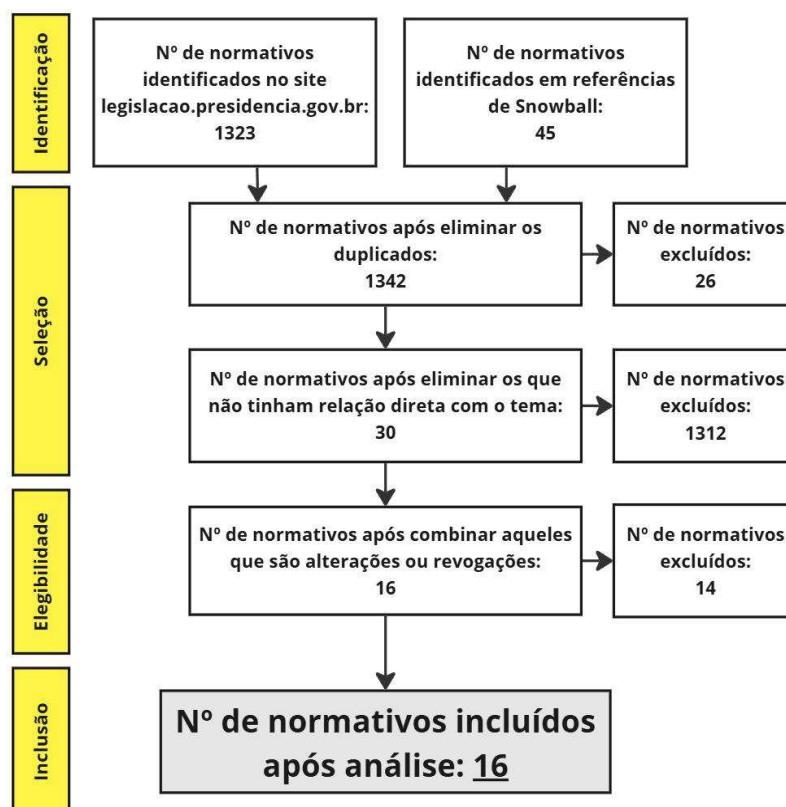 Identificação
Nº de normativos
identificados no site
legislacao.presidencia.gov.br:
1323
Nº de normativos
identificados em referências
de Snowball:
45
Seleção
Nº de normativos após eliminar os
duplicados:
1342
Nº de normativos
excluídos:
26
Nº de normativos após eliminar os que
não tinham relação direta com o tema:
30
Nº de normativos
excluídos:
1312
Elegibilidade
Nº de normativos após combinar aqueles
que são alterações ou revogações:
16
Nº de normativos
excluídos:
14
Inclusão
Nº de normativos incluídos
após análise: 16